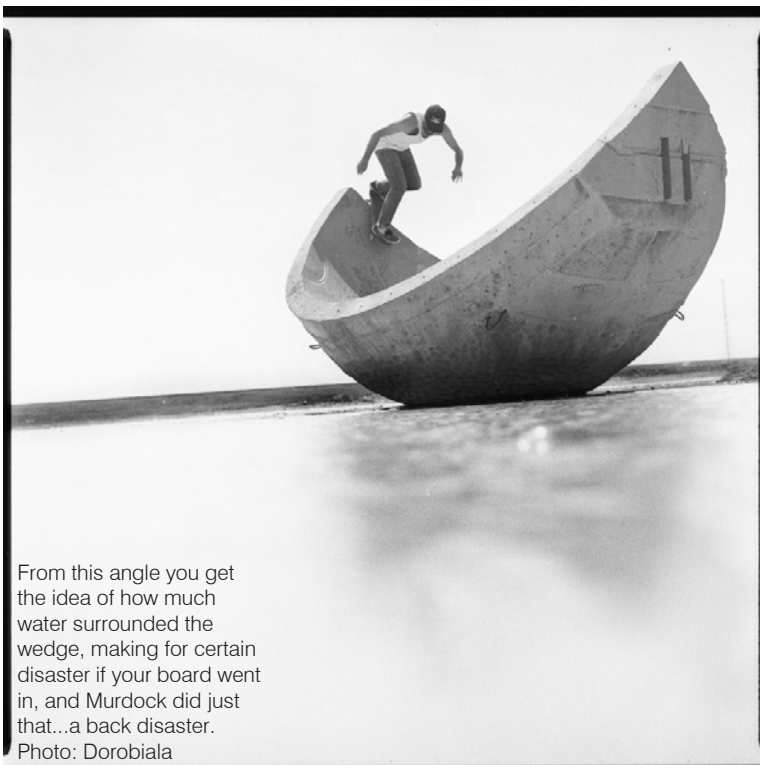 From this angle you get
the idea of how much
water surrounded the
wedge, making for certain
disaster if your board went
in, and Murdock did just
that...a back disaster.
Photo: Dorobiala